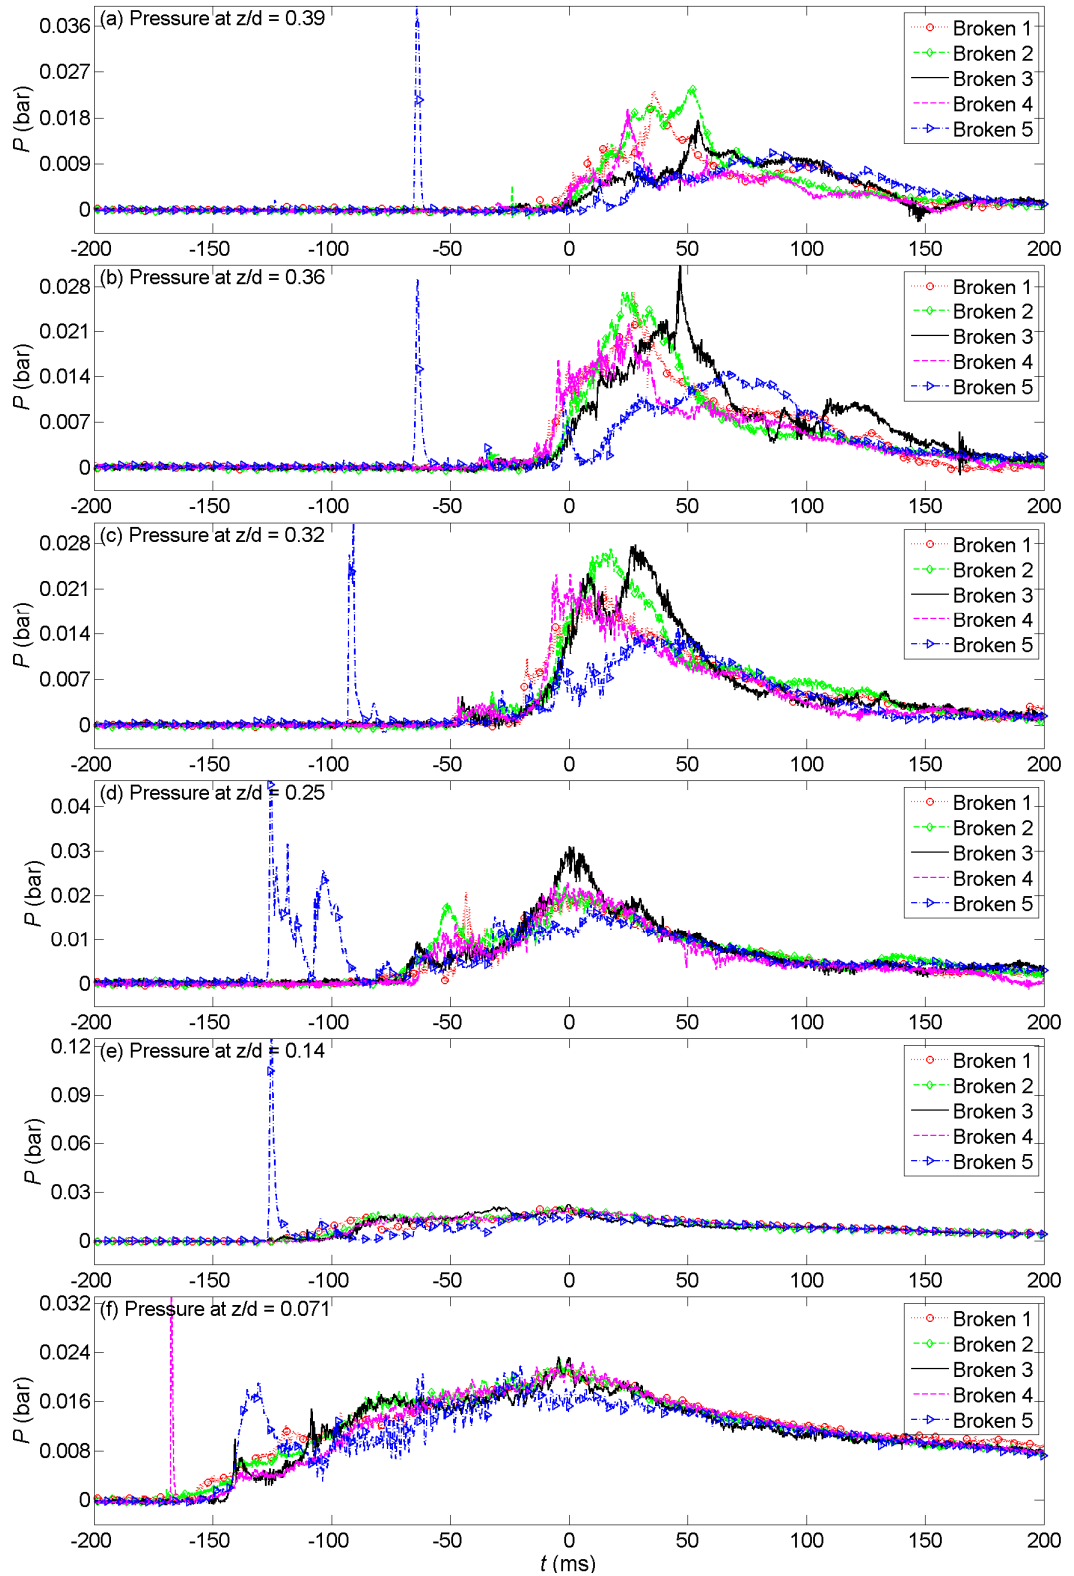 (a) Pressure at z/d = 0.39
P (bar)
0.036
0.027
0.018
0.009
0
Broken 1
Broken 2
Broken 3
Broken 4
Broken 5
-200 -150 -100 -50 0 50 100 150 200
(b) Pressure at z/d = 0.36
P (bar)
0.028
0.021
0.014
0.007
0
Broken 1
Broken 2
Broken 3
Broken 4
Broken 5
-200 -150 -100 -50 0 50 100 150 200
(c) Pressure at z/d = 0.32
P (bar)
0.028
0.021
0.014
0.007
0
Broken 1
Broken 2
Broken 3
Broken 4
Broken 5
-200 -150 -100 -50 0 50 100 150 200
(d) Pressure at z/d = 0.25
P (bar)
0.04
0.03
0.02
0.01
0
Broken 1
Broken 2
Broken 3
Broken 4
Broken 5
-200 -150 -100 -50 0 50 100 150 200
(e) Pressure at z/d = 0.14
P (bar)
0.12
0.09
0.06
0.03
0
Broken 1
Broken 2
Broken 3
Broken 4
Broken 5
-200 -150 -100 -50 0 50 100 150 200
(f) Pressure at z/d = 0.071
P (bar)
0.032
0.024
0.016
0.008
0
Broken 1
Broken 2
Broken 3
Broken 4
Broken 5
-200 -150 -100 -50 0 50 100 150 200
t (ms)